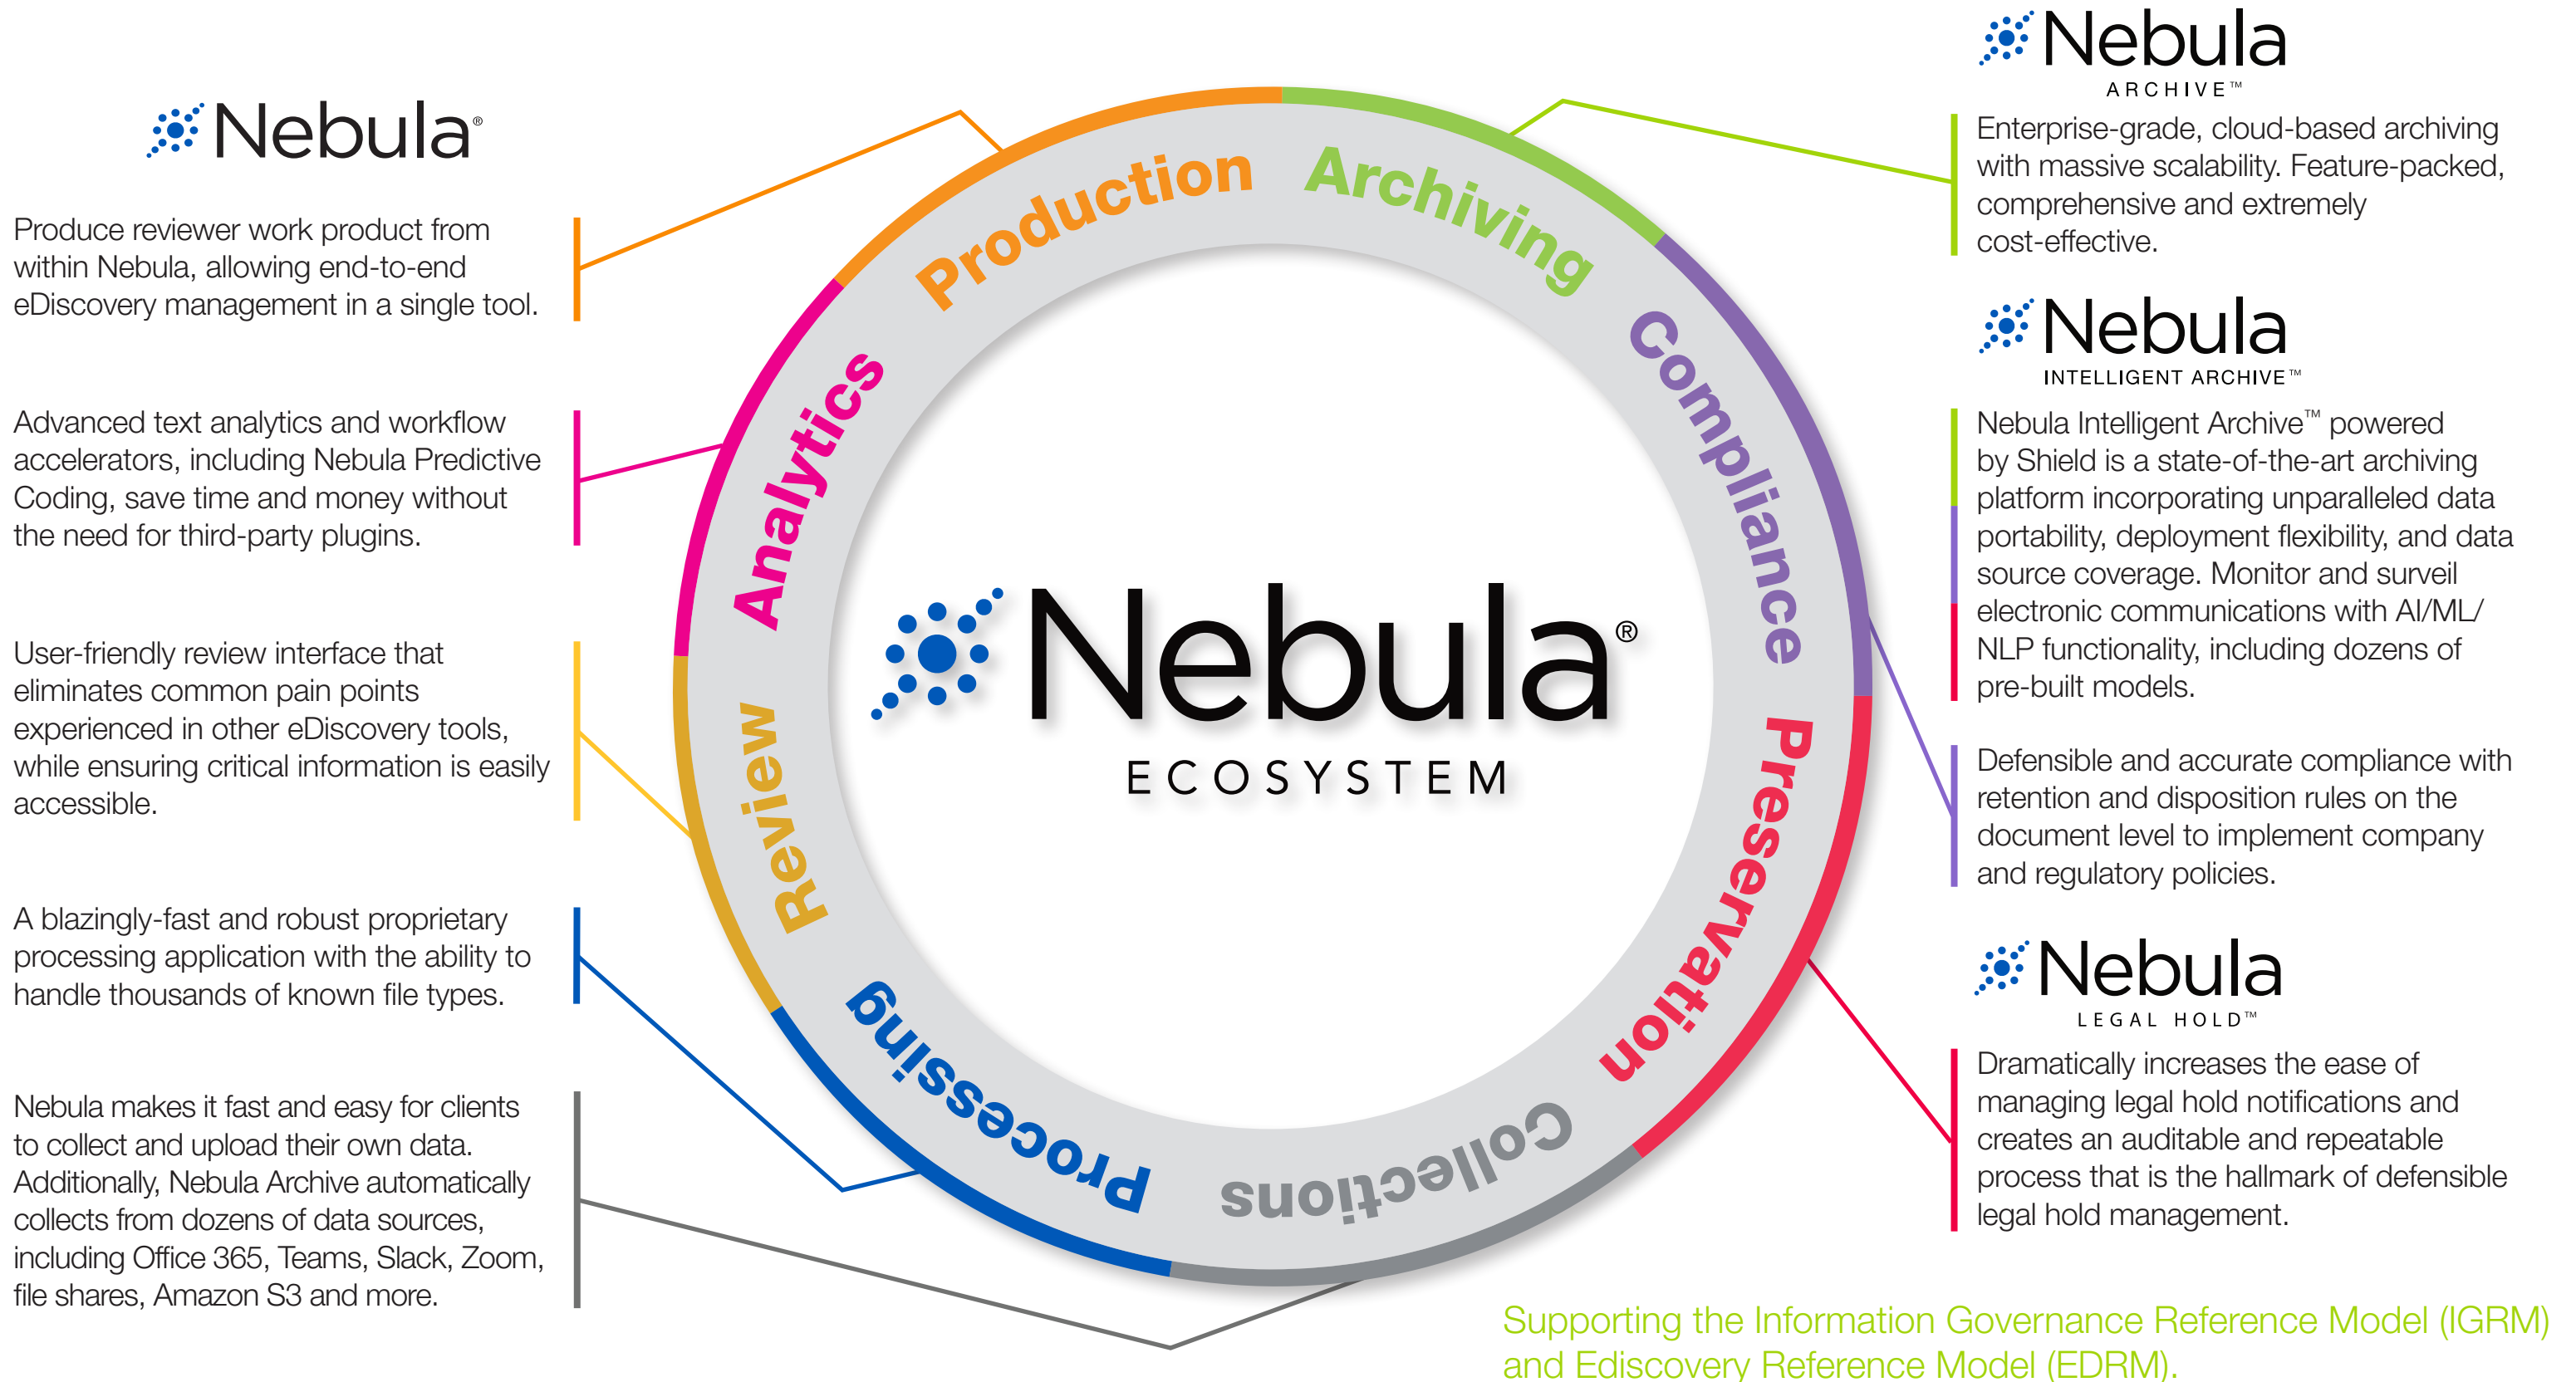 Nebula®
Produce reviewer work product from
within Nebula, allowing end-to-end
eDiscovery management in a single tool.
Advanced text analytics and workflow
accelerators, including Nebula Predictive
Coding, save time and money without
the need for third-party plugins.
User-friendly review interface that
eliminates common pain points
experienced in other eDiscovery tools,
while ensuring critical information is easily
accessible.
A blazingly-fast and robust proprietary
processing application with the ability to
handle thousands of known file types.
Nebula makes it fast and easy for clients
to collect and upload their own data.
Additionally, Nebula Archive automatically
collects from dozens of data sources,
including Office 365, Teams, Slack, Zoom,
file shares, Amazon S3 and more.
Production
Archiving
Compliance
Preservation
Collections
Processing
Review
Analytics
Nebula®
ECOSYSTEM
Nebula
ARCHIVE™
Enterprise-grade, cloud-based archiving
with massive scalability. Feature-packed,
comprehensive and extremely
cost-effective.
Nebula
INTELLIGENT ARCHIVE™
Nebula Intelligent Archive™ powered
by Shield is a state-of-the-art archiving
platform incorporating unparalleled data
portability, deployment flexibility, and data
source coverage. Monitor and surveil
electronic communications with AI/ML/
NLP functionality, including dozens of
pre-built models.
Defensible and accurate compliance with
retention and disposition rules on the
document level to implement company
and regulatory policies.
Nebula
LEGAL HOLD™
Dramatically increases the ease of
managing legal hold notifications and
creates an auditable and repeatable
process that is the hallmark of defensible
legal hold management.
Supporting the Information Governance Reference Model (IGRM)
and Ediscovery Reference Model (EDRM).